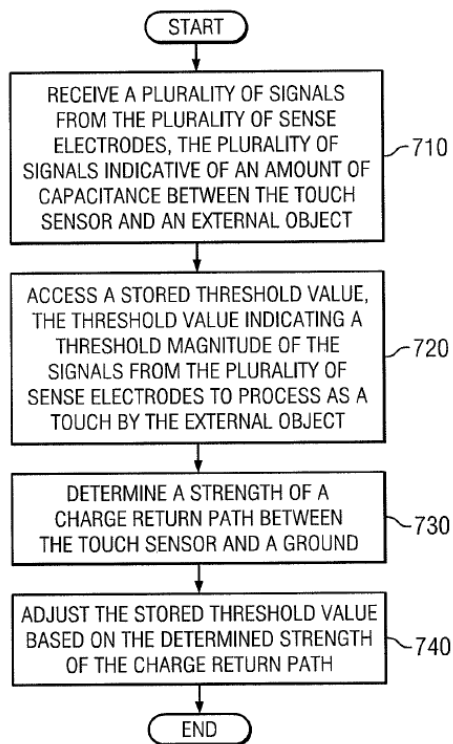 START
RECEIVE A PLURALITY OF SIGNALS
FROM THE PLURALITY OF SENSE
ELECTRODES, THE PLURALITY OF
SIGNALS INDICATIVE OF AN AMOUNT OF
CAPACITANCE BETWEEN THE TOUCH
SENSOR AND AN EXTERNAL OBJECT
710
ACCESS A STORED THRESHOLD VALUE,
THE THRESHOLD VALUE INDICATING A
THRESHOLD MAGNITUDE OF THE
SIGNALS FROM THE PLURALITY OF
SENSE ELECTRODES TO PROCESS AS A
TOUCH BY THE EXTERNAL OBJECT
720
DETERMINE A STRENGTH OF A
CHARGE RETURN PATH BETWEEN
THE TOUCH SENSOR AND A GROUND
730
ADJUST THE STORED THRESHOLD VALUE
BASED ON THE DETERMINED STRENGTH
OF THE CHARGE RETURN PATH
740
END